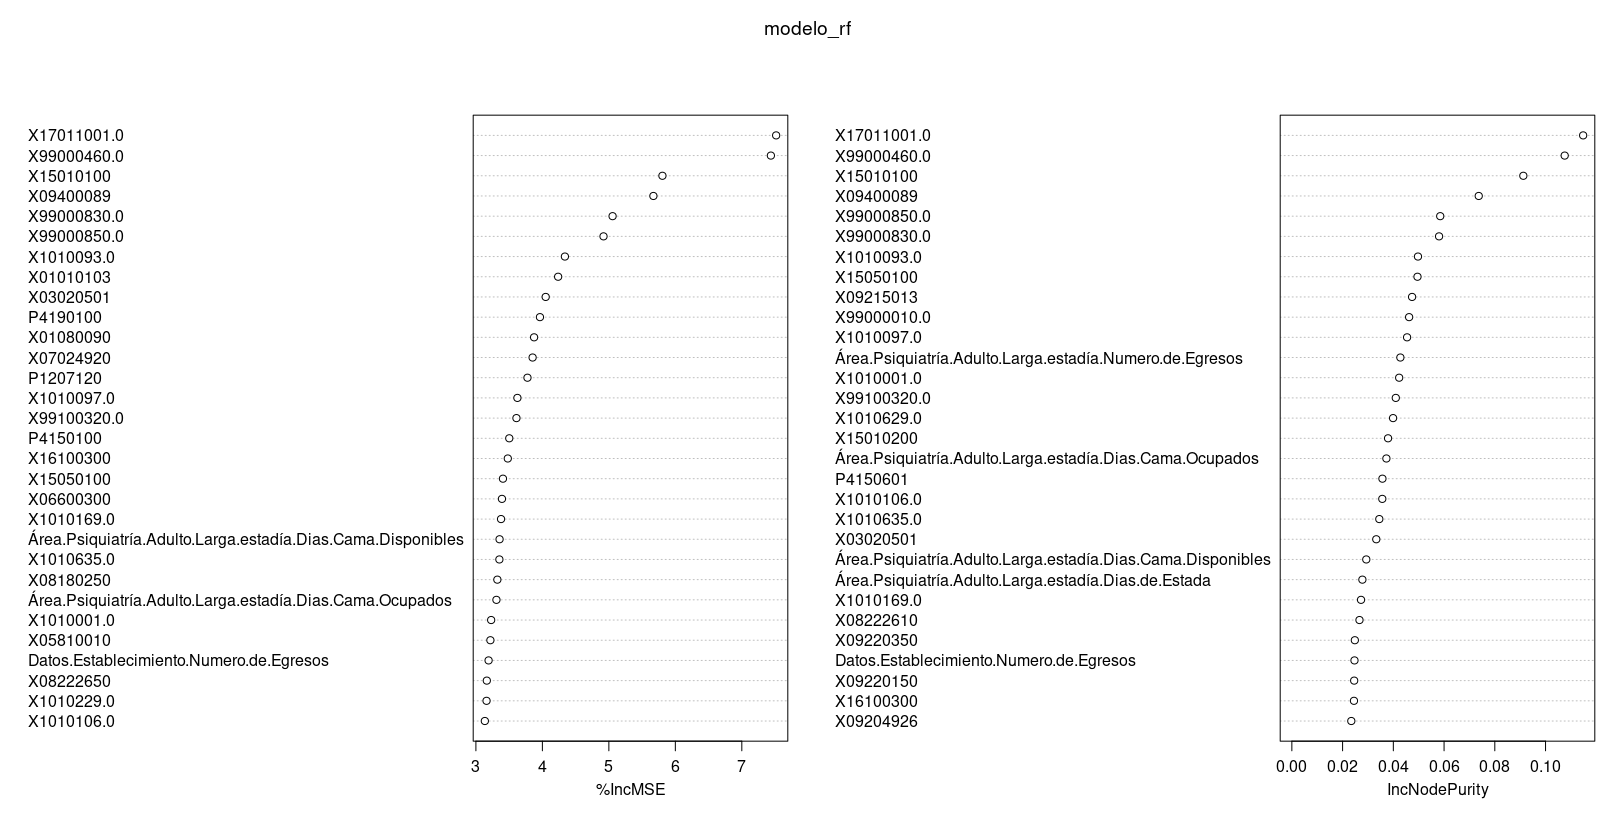 modelo_rf
X17011001.0
X99000460.0
X15010100
X09400089
X99000830.0
X99000850.0
X1010093.0
X01010103
X03020501
P4190100
X01080090
X07024920
P1207120
X1010097.0
X99100320.0
P4150100
X16100300
X15050100
X06600300
X1010169.0
Área.Psiquiatría.Adulto.Larga.estadía.Dias.Cama.Disponibles
X1010635.0
X08180250
Área.Psiquiatría.Adulto.Larga.estadía.Dias.Cama.Ocupados
X1010001.0
X05810010
Datos.Establecimiento.Numero.de.Egresos
X08222650
X1010229.0
X1010106.0
3 4 5 6 7
%IncMSE
X17011001.0
X99000460.0
X15010100
X09400089
X99000850.0
X99000830.0
X1010093.0
X15050100
X09215013
X99000010.0
X1010097.0
Área.Psiquiatría.Adulto.Larga.estadía.Numero.de.Egresos
X1010001.0
X99100320.0
X1010629.0
X15010200
Área.Psiquiatría.Adulto.Larga.estadía.Dias.Cama.Ocupados
P4150601
X1010106.0
X1010635.0
X03020501
Área.Psiquiatría.Adulto.Larga.estadía.Dias.Cama.Disponibles
Área.Psiquiatría.Adulto.Larga.estadía.Dias.de.Estada
X1010169.0
X08222610
X09220350
Datos.Establecimiento.Numero.de.Egresos
X09220150
X16100300
X09204926
0.00 0.02 0.04 0.06 0.08 0.10
IncNodePurity